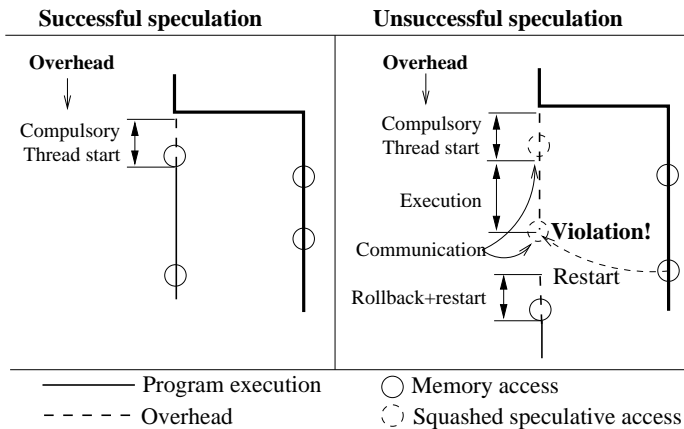 Successful speculation
Unsuccessful speculation
Overhead
Compulsory
Thread start
Overhead
Compulsory
Thread start
Execution
Violation!
Communication
Restart
Rollback+restart
Program execution
Overhead
Memory access
Squashed speculative access